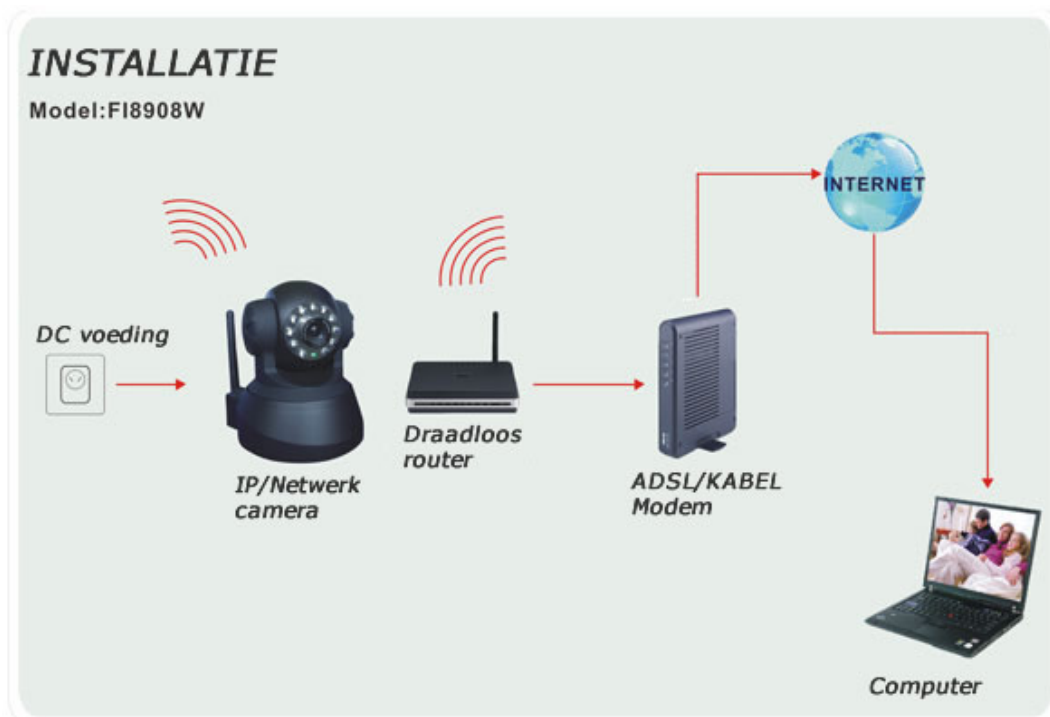 INSTALLATIE
Model:FI8908W
INTERNET
DC voeding
Draadloos
router
IP/Netwerk
camera
ADSL/KABEL
Modem
Computer